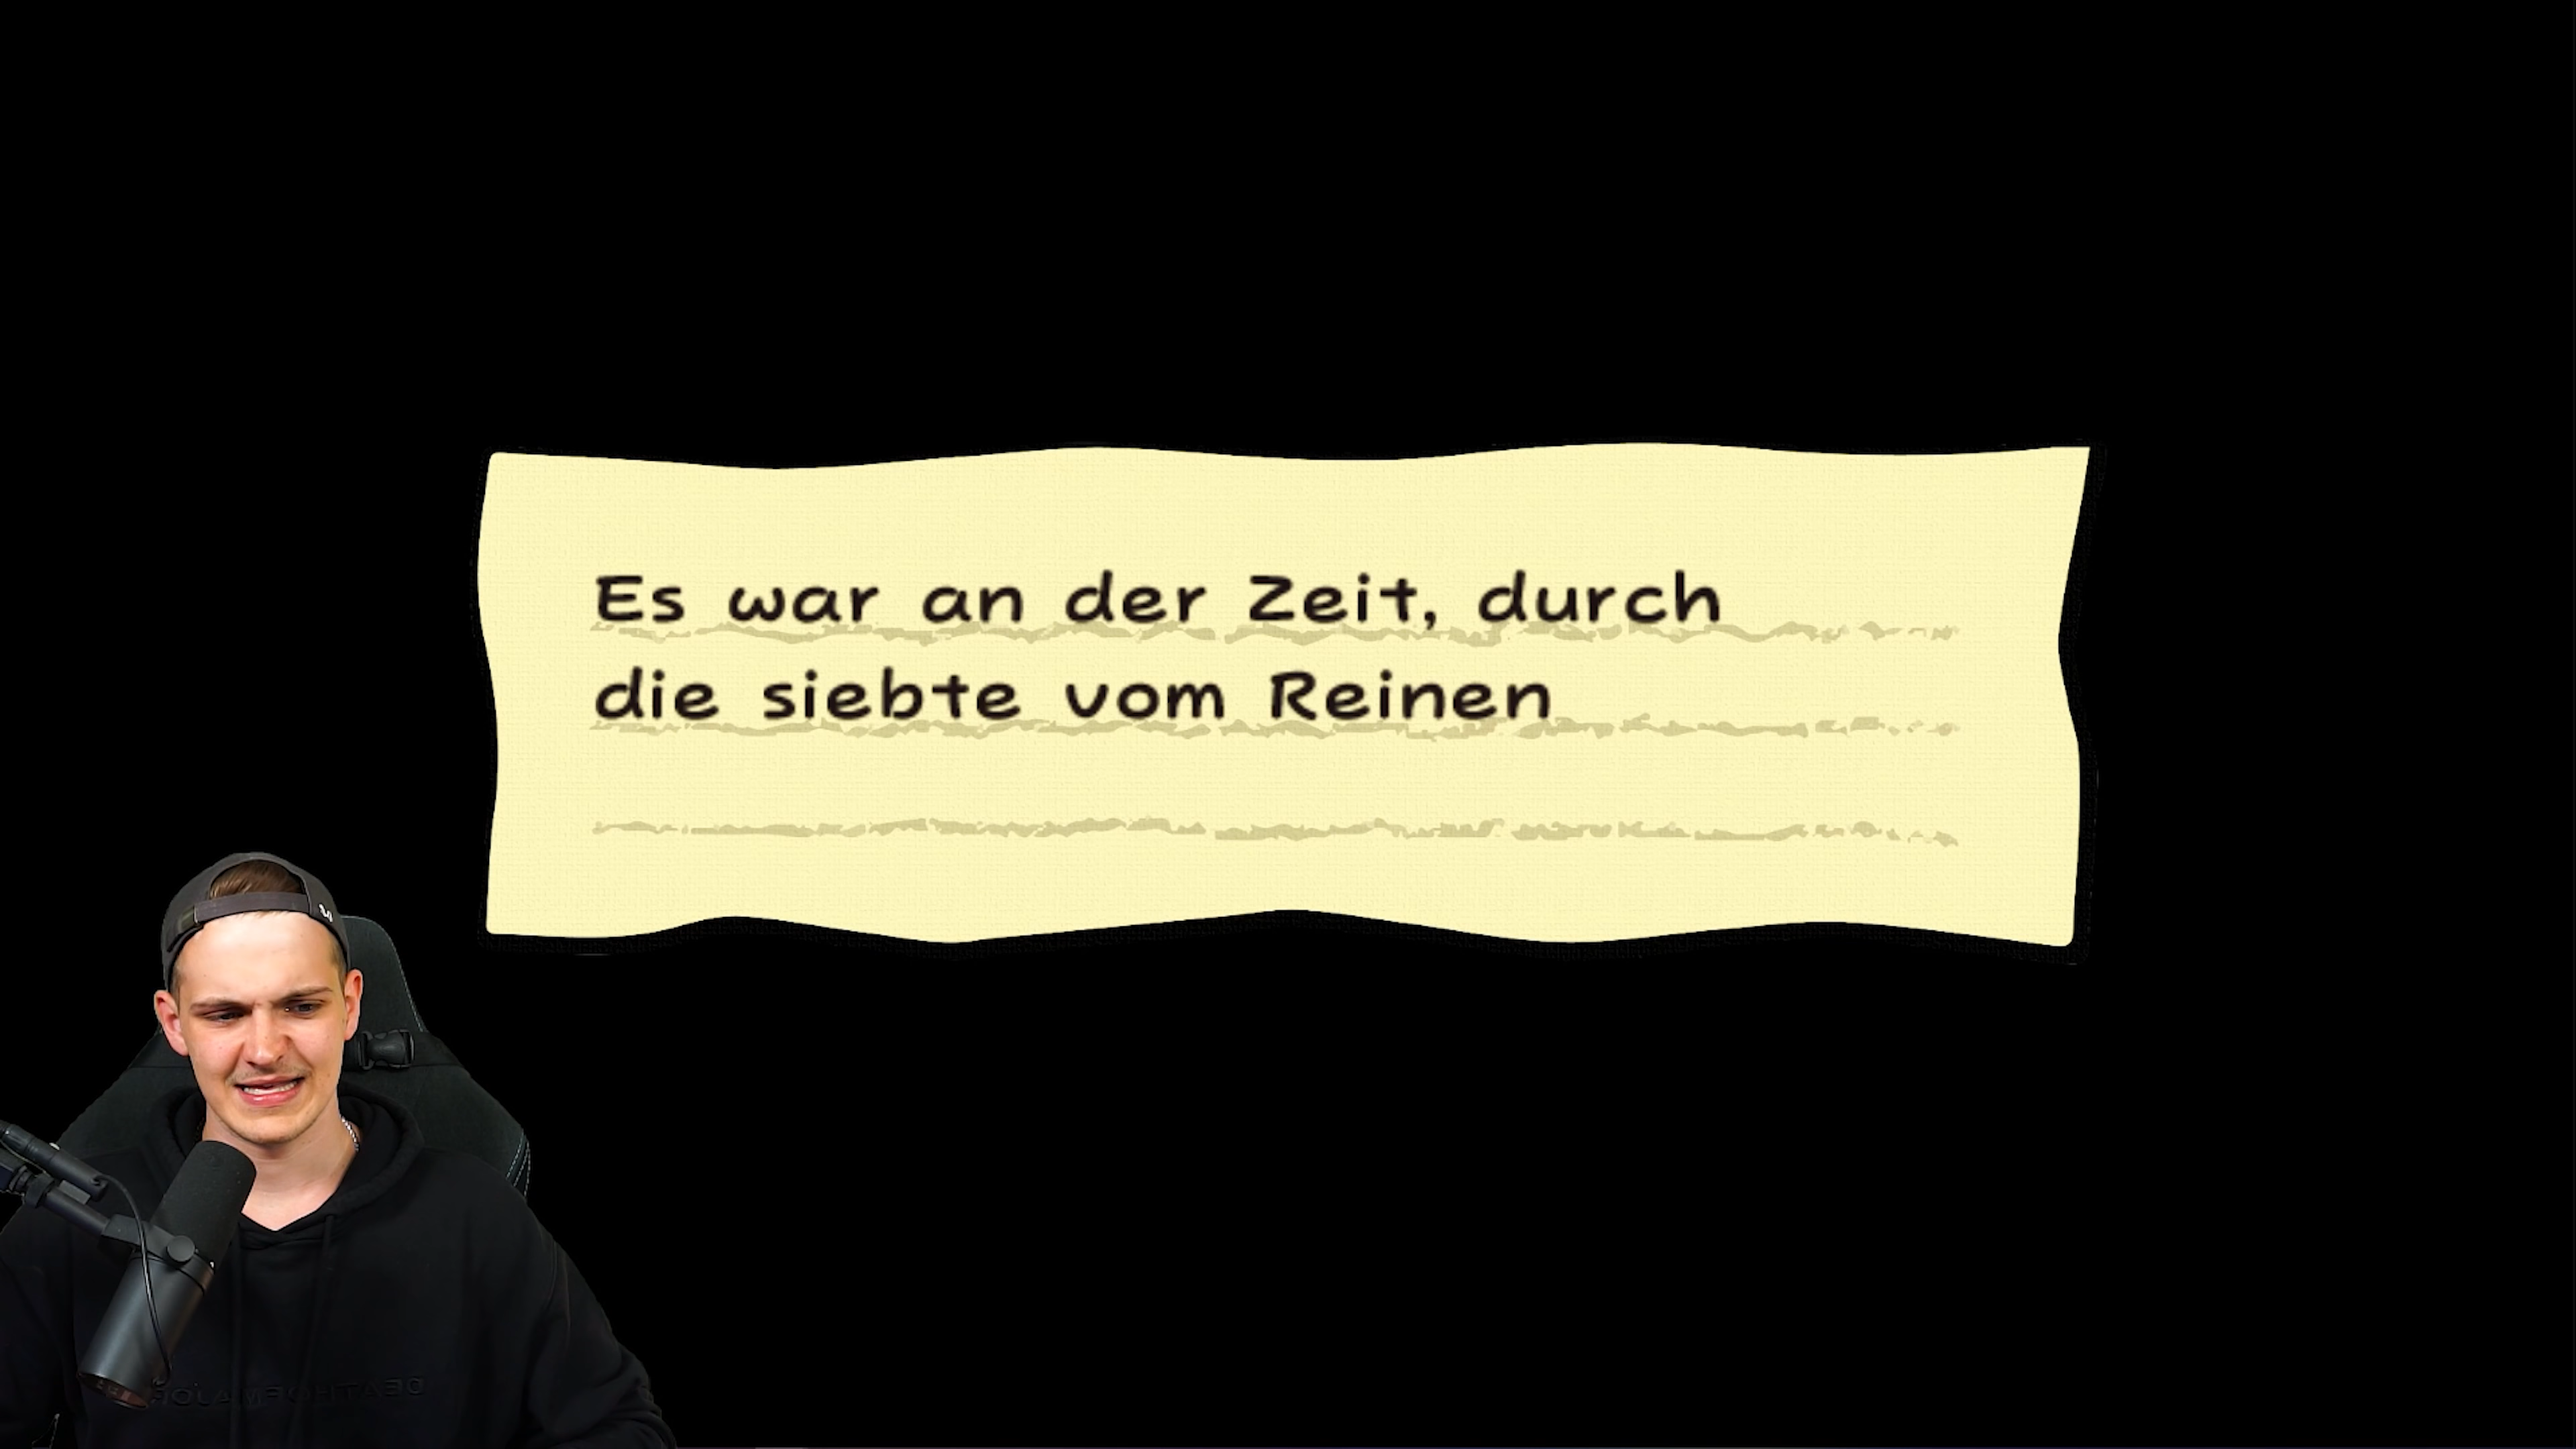 Es war an der Zeit, durch
die siebte vom Reinen